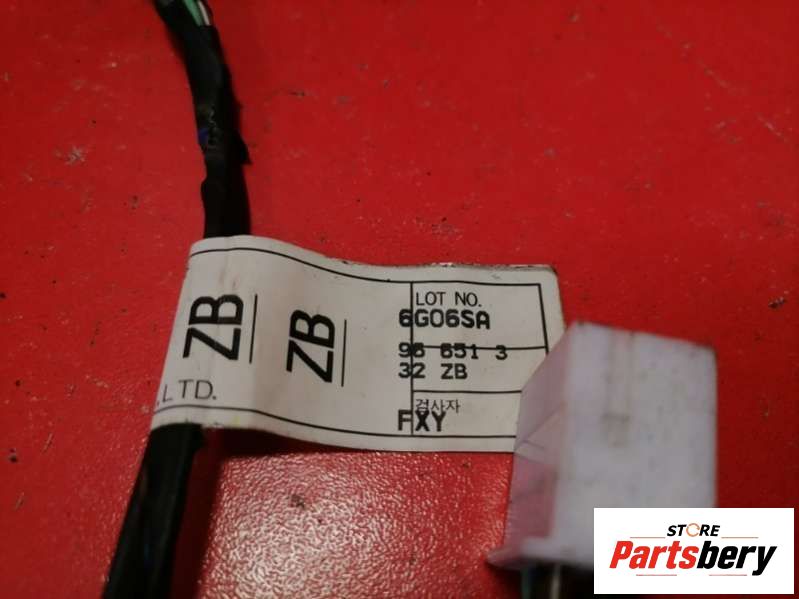 ZB
ZB
.,LTD.
LOT NO.
6G06SA
96 651 3
32 ZB
검사자
FXY
STORE
Partsbery